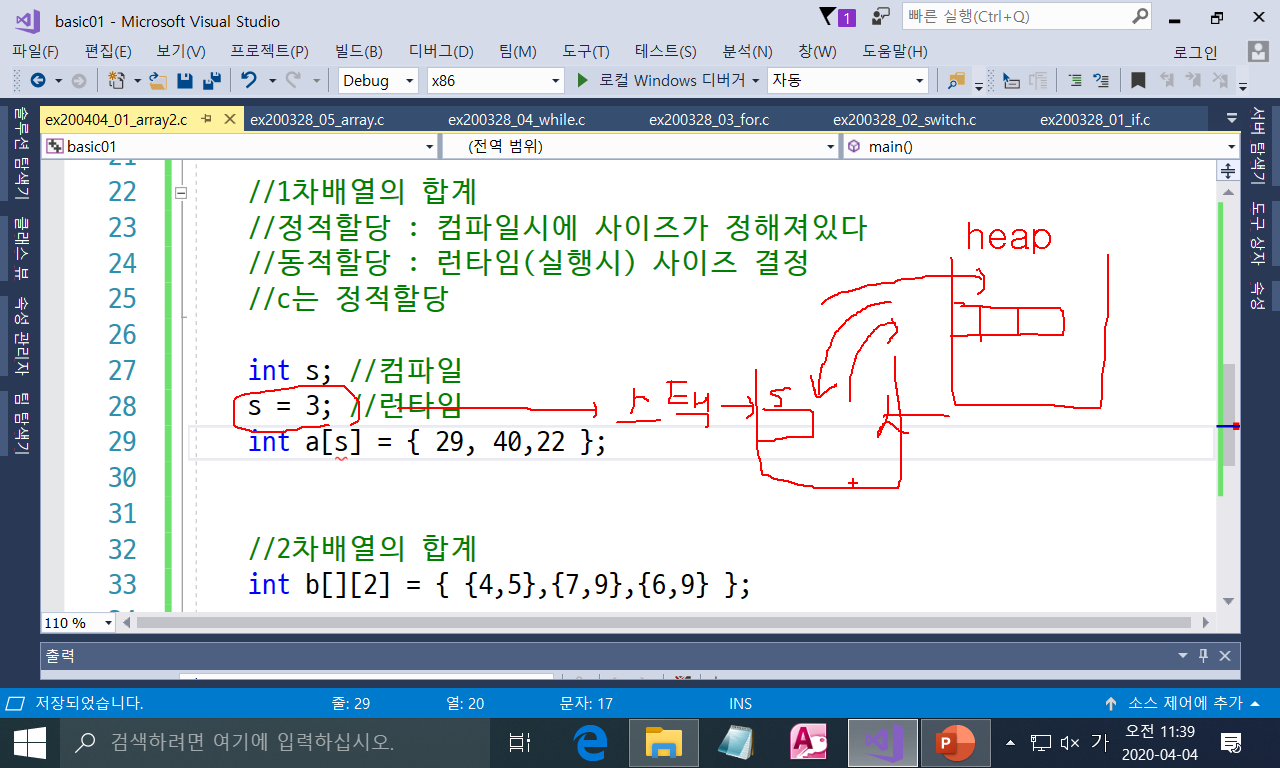 basic01 - Microsoft Visual Studio
1
빠른 실행(Ctrl+Q)
파일(F) 편집(E) 보기(V) 프로젝트(P) 빌드(B) 디버그(D) 팀(M) 도구(T) 테스트(S) 분석(N) 창(W) 도움말(H)
로그인
Debug x86 로컬 Windows 디버거 자동
ex200404_01_array2.c ex200328_05_array.c ex200328_04_while.c ex200328_03_for.c ex200328_02_switch.c ex200328_01_if.c
basic01 (전역 범위) main()
솔루션 탐색기
클래스 뷰
속성 관리자
팀 탐색기
서버 탐색기
도구 상자
속성
22 //1차배열의 합계
23 //정적할당 : 컴파일시에 사이즈가 정해져있다
24 //동적할당 : 런타임(실행시) 사이즈 결정
25 //c는 정적할당
26
27 int s; //컴파일
28 s = 3; //런타임
29 int a[s] = { 29, 40,22 };
30
31
32 //2차배열의 합계
33 int b[][2] = { {4,5},{7,9},{6,9} };
heap
스택
s
110 %
출력
저장되었습니다. 줄: 29 열: 20 문자: 17 INS 소스 제어에 추가
검색하려면 여기에 입력하십시오.
가
오전 11:39
2020-04-04